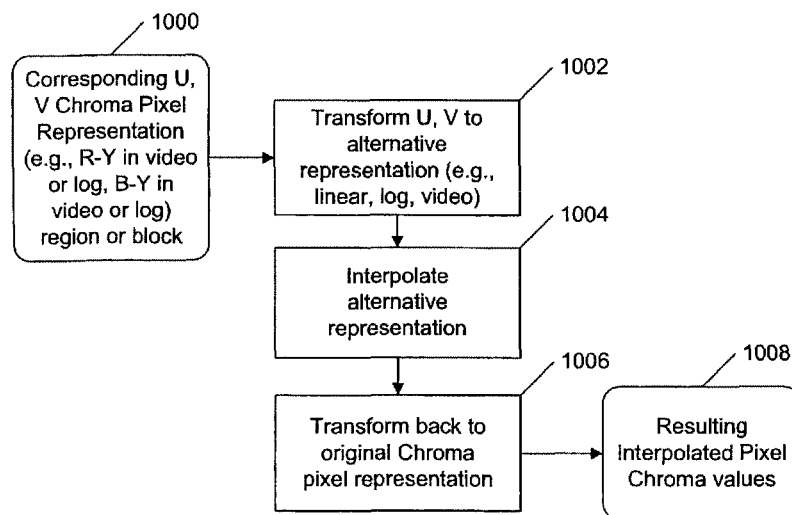 1000
Corresponding U,
V Chroma Pixel
Representation
(e.g., R-Y in video
or log, B-Y in
video or log)
region or block
1002
Transform U, V to
alternative
representation (e.g.,
linear, log, video)
1004
Interpolate
alternative
representation
1006
Transform back to
original Chroma
pixel representation
1008
Resulting
Interpolated Pixel
Chroma values